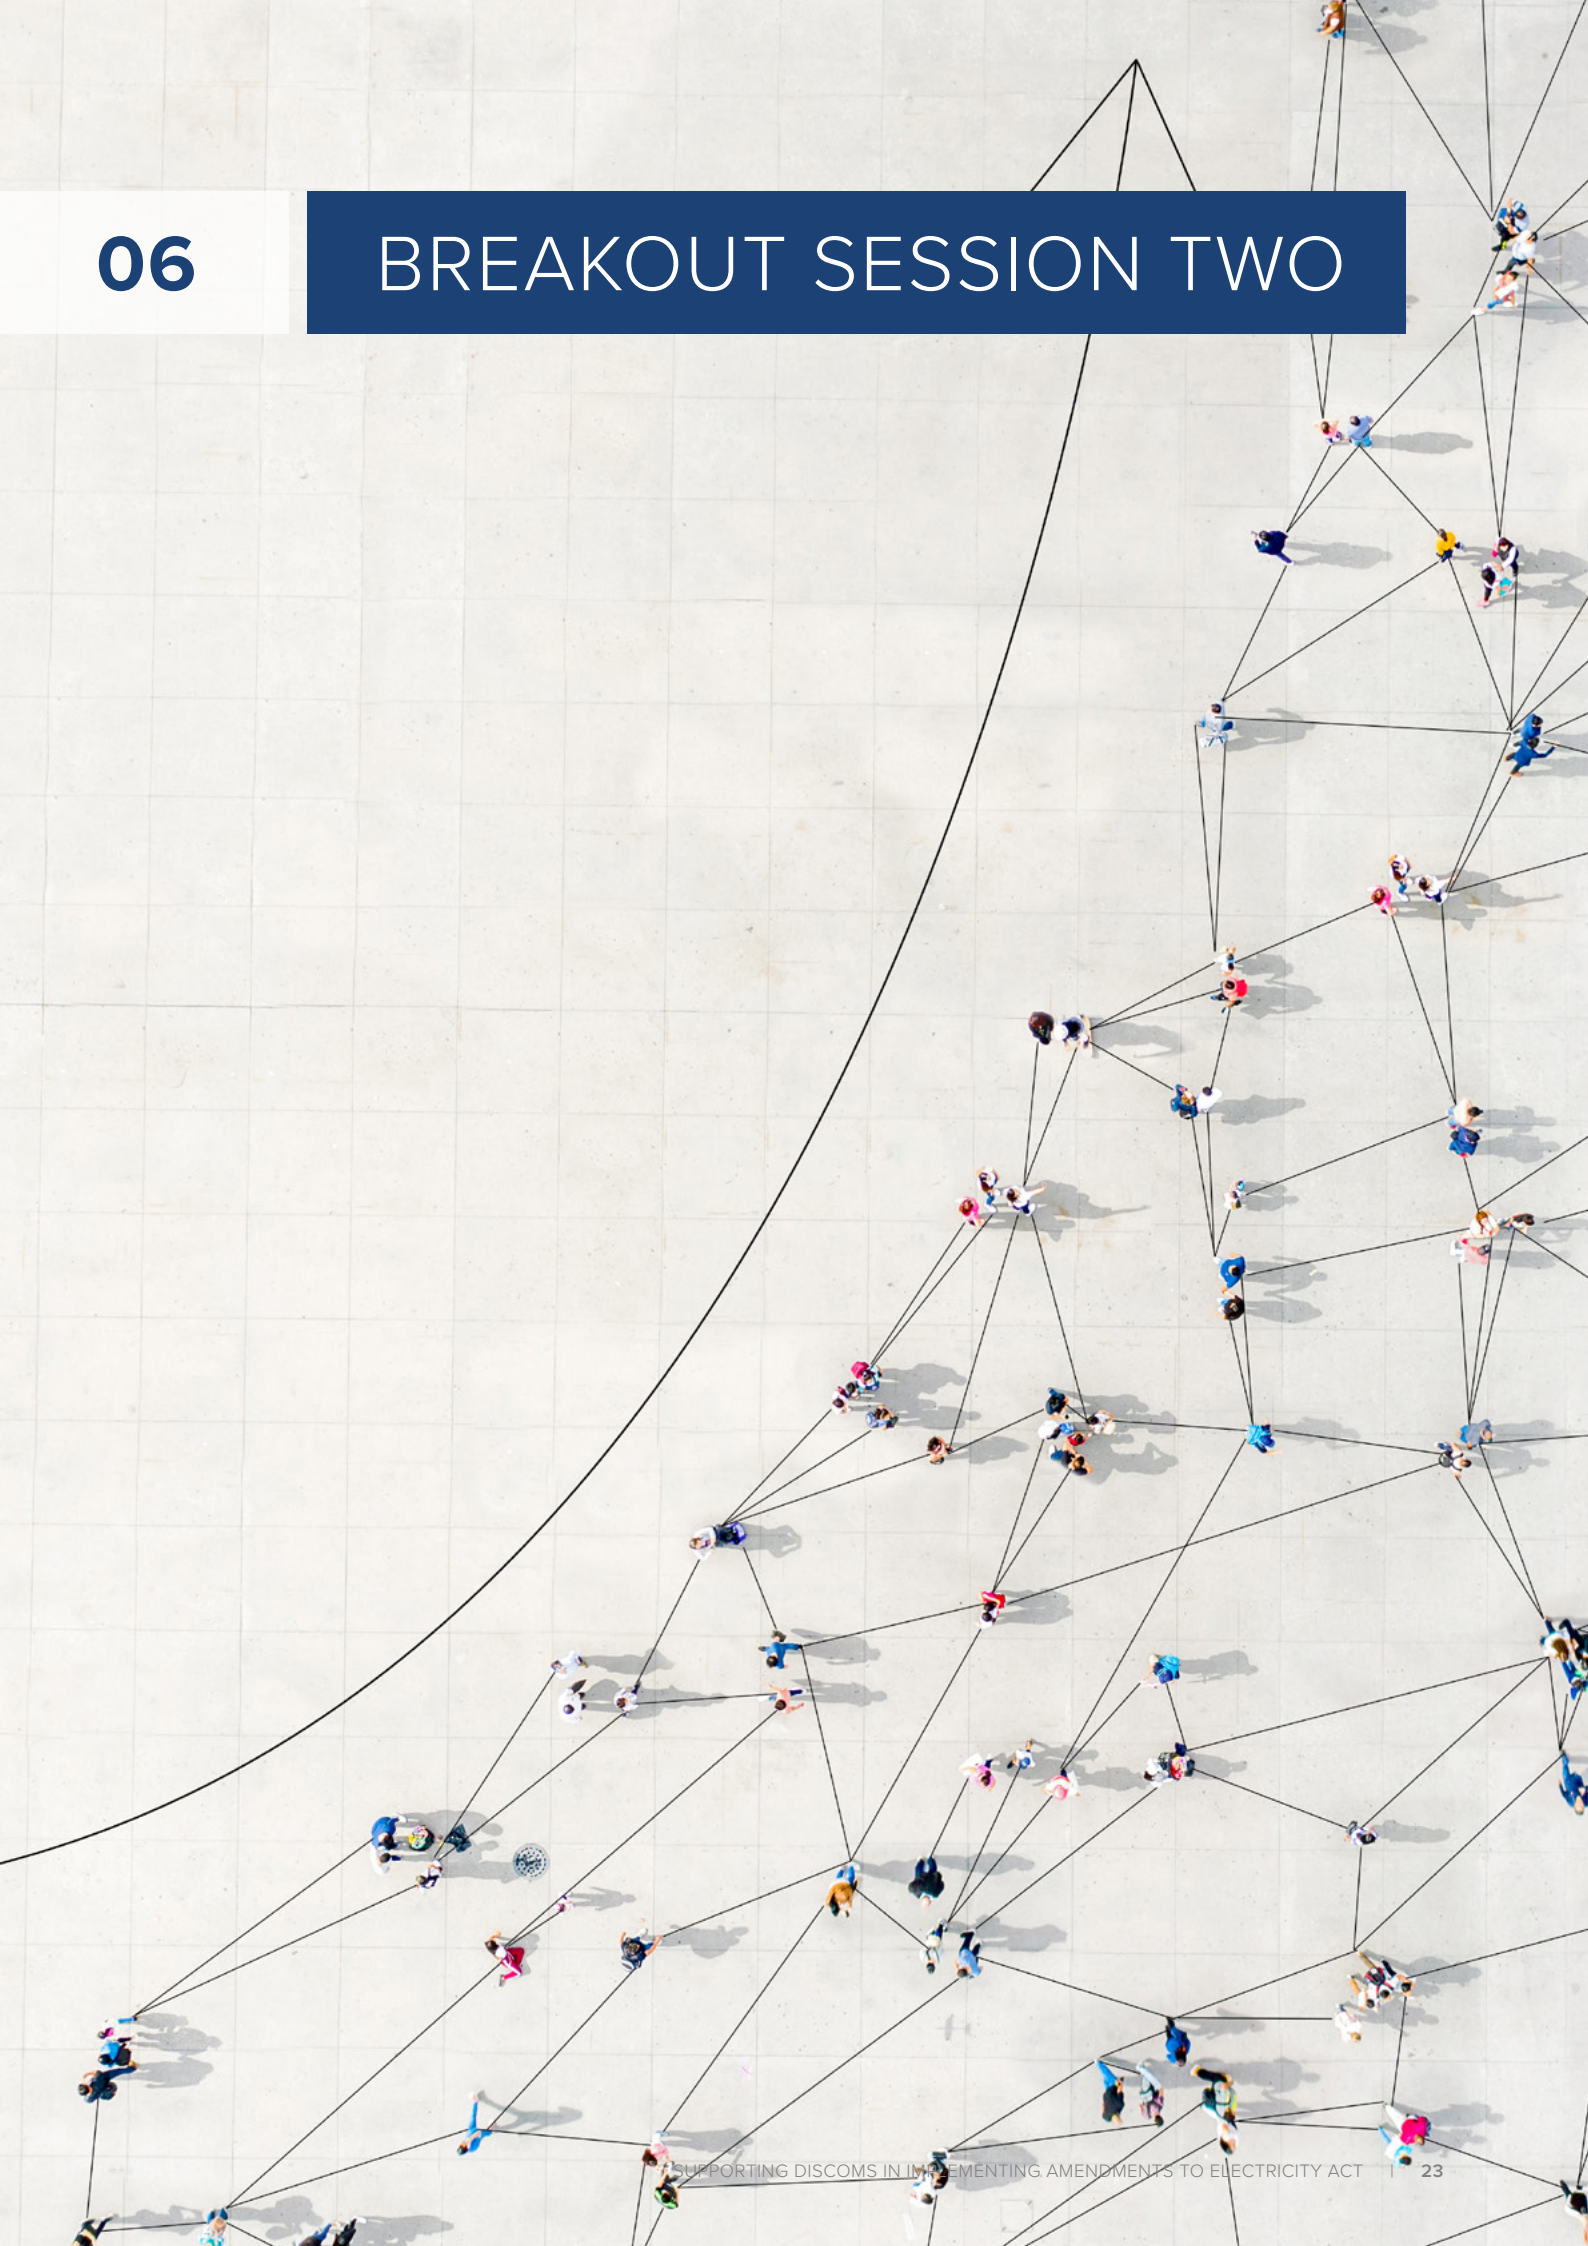 06
BREAKOUT SESSION TWO
SUPPORTING DISCOMS IN IMPLEMENTING AMENDMENTS TO ELECTRICITY ACT | 23